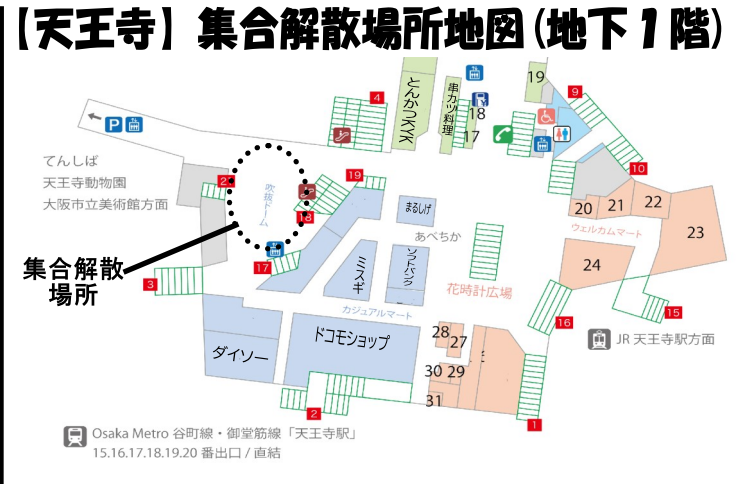 【天王寺】集合解散場所地図(地下1階)
4
とんかつKYK
串カツ料理
18
17
19
9
P
てんしば
天王寺動物園
大阪市立美術館方面
19
10
吹抜ドーム
18
まるしげ
20
21
22
23
あべちか
ウェルカムマート
集合解散
場所
17
3
ミスギ
ソフトバンク
花時計広場
24
カジュアルマート
16
15
JR 天王寺駅方面
ダイソー
ドコモショップ
28
27
30
29
31
2
1
Osaka Metro 谷町線・御堂筋線「天王寺駅」
15.16.17.18.19.20 番出口 / 直結